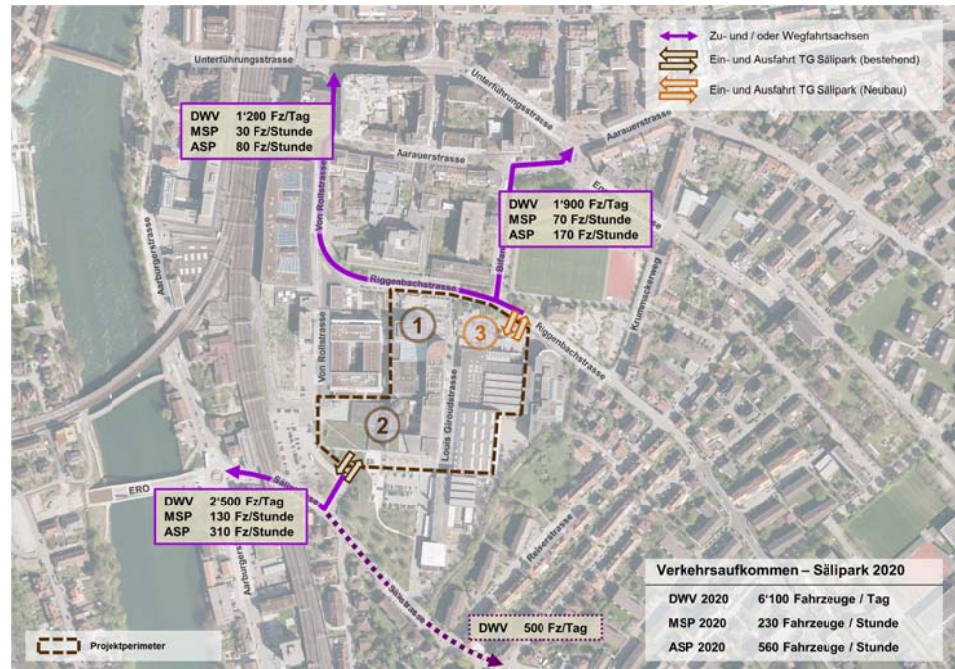 Zu- und / oder Wegfahrtsachsen
Ein- und Ausfahrt TG Sälipark (bestehend)
Ein- und Ausfahrt TG Sälipark (Neubau)
Unterführungsstrasse
Unterführungsstrasse
Aarauerstrasse
Aarauerstrasse
DWV 1'200 Fz/Tag
MSP 30 Fz/Stunde
ASP 80 Fz/Stunde
DWV 1'900 Fz/Tag
MSP 70 Fz/Stunde
ASP 170 Fz/Stunde
Von Rollstrasse
Aarburgerstrasse
Riggenbachstrasse
Krummackerweg
1
3
Riggenbachstrasse
Von Rollstrasse
Louis Giroudstrasse
2
ERO
DWV 2'500 Fz/Tag
MSP 130 Fz/Stunde
ASP 310 Fz/Stunde
Aarburgerstrasse
Reiserstrasse
Sälistrasse
DWV 500 Fz/Tag
Verkehrsaufkommen – Sälipark 2020
DWV 2020 6'100 Fahrzeuge / Tag
MSP 2020 230 Fahrzeuge / Stunde
ASP 2020 560 Fahrzeuge / Stunde
Projektperimeter